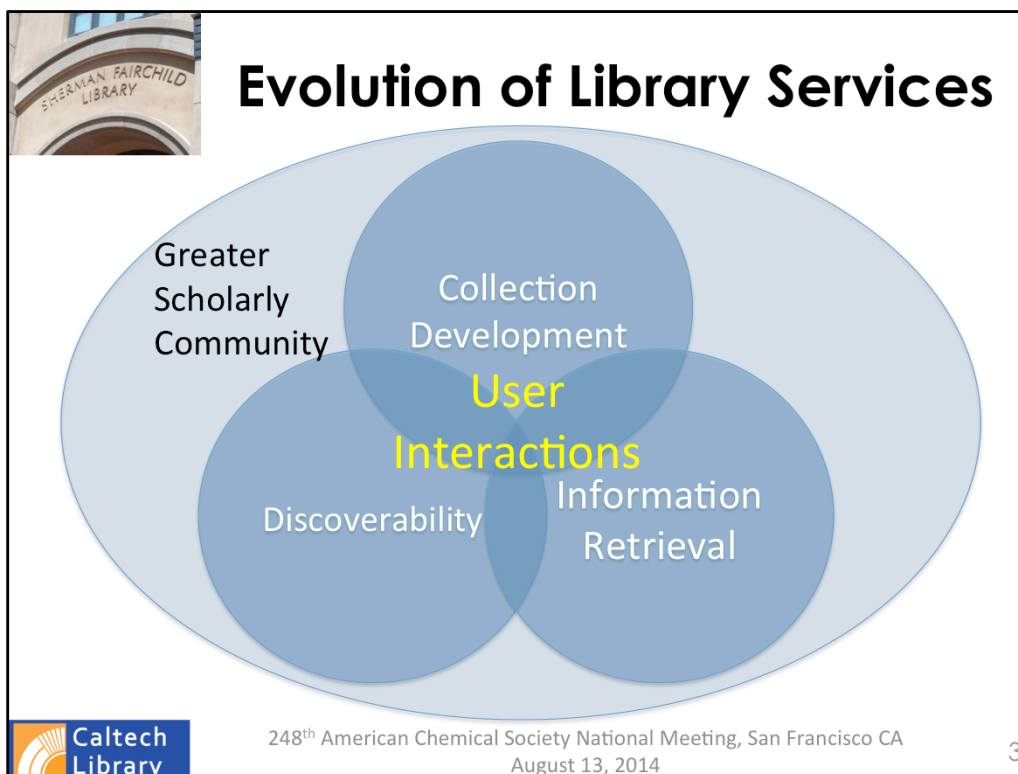 SHERMAN FAIRCHILD
LIBRARY
Evolution of Library Services
Greater
Scholarly
Community
Collection
Development
User
Interactions
Discoverability
Information
Retrieval
Caltech
Library
248th American Chemical Society National Meeting, San Francisco CA
August 13, 2014
3